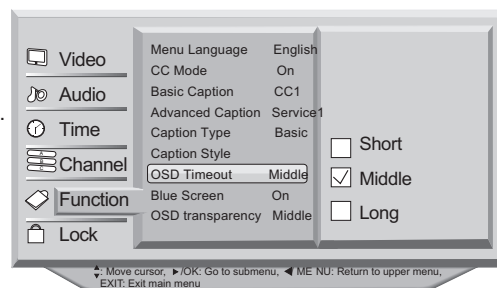 Video
Audio
Time
Channel
Function
Lock
Menu Language English
CC Mode On
Basic Caption CC1
Advanced Caption Service1
Caption Type Basic
Caption Style
OSD Timeout Middle
Blue Screen On
OSD transparency Middle
Short
Middle
Long
: Move cursor, ▶/OK: Go to submenu, ◀ ME NU: Return to upper menu,
EXIT: Exit main menu
.